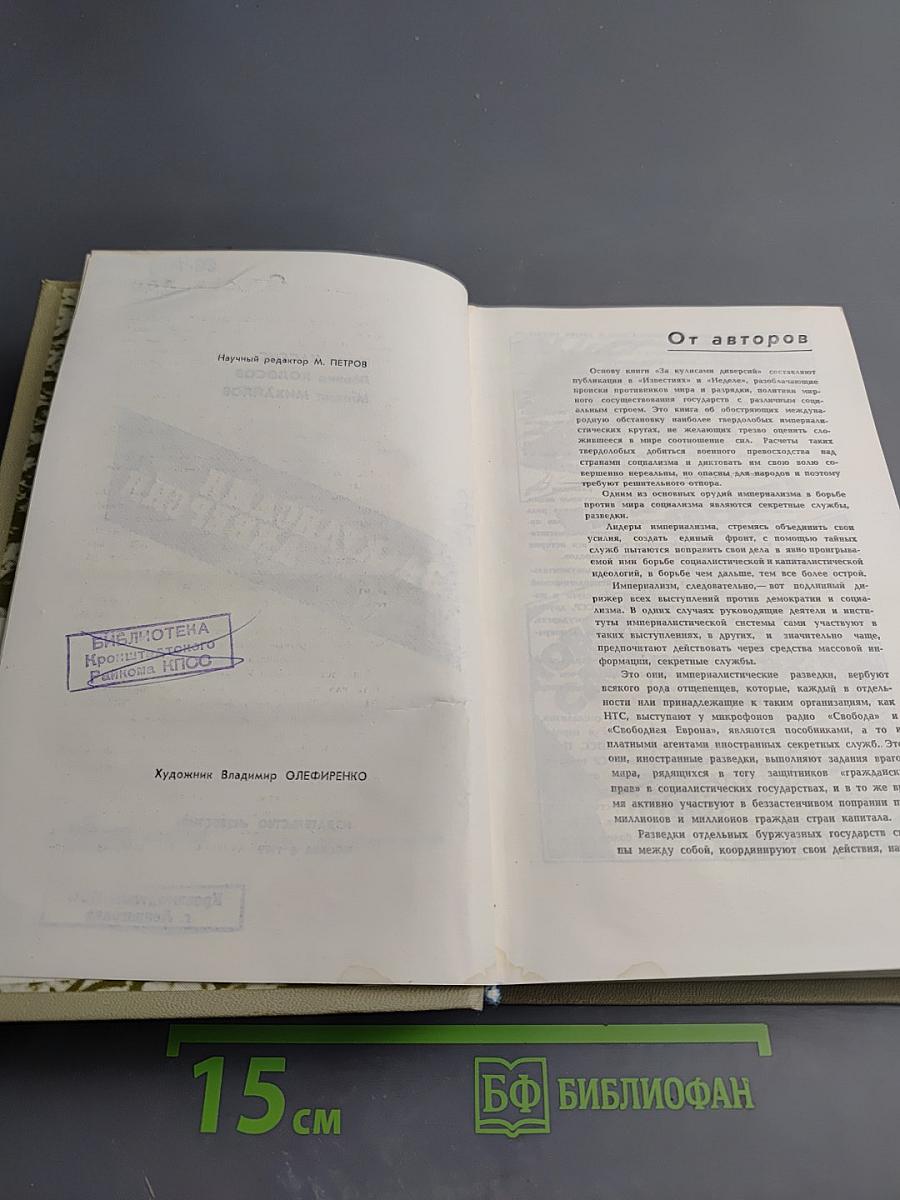 Научный редактор М. ПЕТРОВ
БИБЛИОТЕКА
Кронштадтского
Райкома КПСС
Художник Владимир ОЛЕФИРЕНКО
От авторов
Основу книги «За кулисами диверсий» составляют
публикации в «Известиях» и «Неделе», разоблачающие
происки противников мира и разрядки, политики мир-
ного сосуществования государств с различным соци-
альным строем. Это книга об обостряющих междуна-
родную обстановку наиболее твердолобых империали-
стических кругах, не желающих трезво оценить сло-
жившееся в мире соотношение сил. Расчеты таких
твердолобых добиться военного превосходства над
странами социализма и диктовать им свою волю со-
вершенно нереальны, но опасны для народов и поэтому
требуют решительного отпора.
Одним из основных орудий империализма в борьбе
против мира социализма являются секретные службы,
разведки.
Лидеры империализма, стремясь объединить свои
усилия, создать единый фронт, с помощью тайных
служб пытаются поправить свои дела в явно проигрыва-
емой ими борьбе социалистической и капиталистической
идеологий, в борьбе чем дальше, тем все более острой.
Империализм, следовательно,— вот подлинный ди-
рижер всех выступлений против демократии и социа-
лизма. В одних случаях руководящие деятели и инсти-
туты империалистической системы сами участвуют в
таких выступлениях, в других, и значительно чаще,
предпочитают действовать через средства массовой ин-
формации, секретные службы.
Это они, империалистические разведки, вербуют
всякого рода отщепенцев, которые, каждый в отдель-
ности или принадлежащие к таким организациям, как
НТС, выступают у микрофонов радио «Свобода» и
«Свободная Европа», являются пособниками, а то и
платными агентами иностранных секретных служб. Это
они, иностранные разведки, выполняют задания враго
мира, рядящихся в тогу защитников «гражданск
прав» в социалистических государствах, и в то же в
мя активно участвуют в беззастенчивом попрании п
миллионов и миллионов граждан стран капитала.
Разведки отдельных буржуазных государств с
ны между собой, координируют свои действия, на
15 см
БФ БИБЛИОФАН